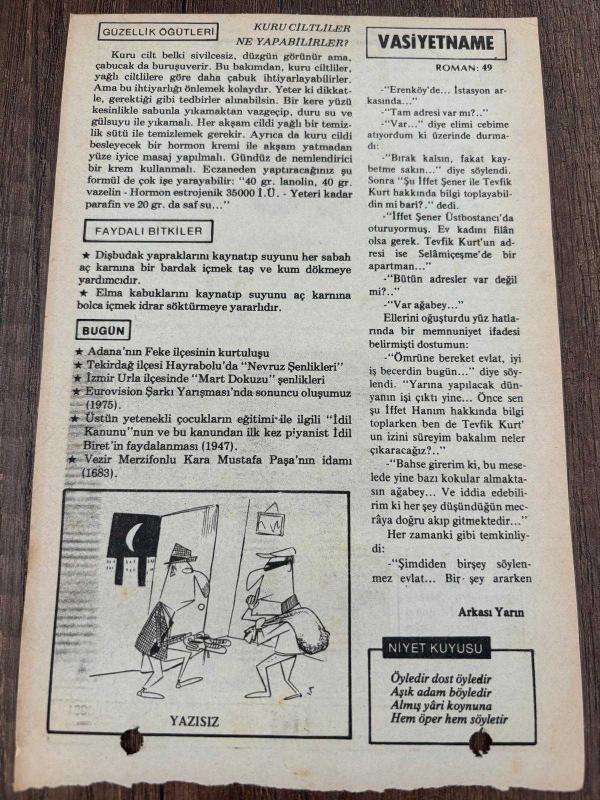 GÜZELLİK ÖĞÜTLERİ
KURU CİLTLİLER
NE YAPABİLİRLER?
Kuru cilt belki sivilcesiz, düzgün görünür ama,
çabucak da buruşuverir. Bu bakımdan, kuru ciltliler,
yağlı ciltlilere göre daha çabuk ihtiyarlayabilirler.
Ama bu ihtiyarlığı önlemek kolaydır. Yeter ki dikkat-
le, gerektiği gibi tedbirler alınabilsin. Bir kere yüzü
kesinlikle sabunla yıkamaktan vazgeçip, duru su ve
gülsuyu ile yıkamalı. Her akşam cildi yağlı bir temiz-
lik sütü ile temizlemek gerekir. Ayrıca da kuru cildi
besleyecek bir hormon kremi ile akşam yatmadan
yüze iyice masaj yapılmalı. Gündüz de nemlendirici
bir krem kullanmalı. Eczaneden yaptıracağınız şu
formül de çok işe yarayabilir: "40 gr. lanolin, 40 gr.
vazelin - Hormon estrojenik 35000 İ.Ü. - Yeteri kadar
parafin ve 20 gr. da saf su..."
FAYDALI BİTKİLER
★ Dişbudak yapraklarını kaynatıp suyunu her sabah
aç karnına bir bardak içmek taş ve kum dökmeye
yardımcıdır.
★ Elma kabuklarını kaynatıp suyunu aç karnına
bolca içmek idrar söktürmeye yararlıdır.
BUGÜN
★ Adana'nın Feke ilçesinin kurtuluşu
★ Tekirdağ ilçesi Hayrabolu'da "Nevruz Şenlikleri"
★ İzmir Urla ilçesinde "Mart Dokuzu" şenlikleri
★ Eurovision Şarkı Yarışması'nda sonuncu oluşumuz
(1975).
★ Üstün yetenekli çocukların eğitimi ile ilgili "İdil
Kanunu"nun ve bu kanundan ilk kez piyanist İdil
Biret'in faydalanması (1947).
★ Vezir Merzifonlu Kara Mustafa Paşa'nın idamı
(1683).
YAZISIZ
VASİYETNAME
ROMAN: 49
-"Erenköy'de... İstasyon ar-
kasında..."
-"Tam adresi var mı?.."
-"Var..." diye elimi cebime
atıyordum ki üzerinde durma-
dı:
-"Bırak kalsın, fakat kay-
betme sakın..." diye söylendi.
Sonra "Şu İffet Şener ile Tevfik
Kurt hakkında bilgi toplayabil-
din mi bari?." dedi.
-"İffet Şener Üstbostancı'da
oturuyormuş. Ev kadını filân
olsa gerek. Tevfik Kurt'un ad-
resi ise Selâmiçeşme'de bir
apartman..."
-"Bütün adresler var değil
mi?.."
-"Var ağabey..."
Ellerini oğuşturdu yüz hatla-
rında bir memnuniyet ifadesi
belirmişti dostumun:
-"Ömrüne bereket evlat, iyi
iş becerdin bugün..." diye söy-
lendi. "Yarına yapılacak dün-
yanın işi çıktı yine... Önce sen
şu İffet Hanım hakkında bilgi
toplarken ben de Tevfik Kurt'
un izini süreyim bakalım neler
çıkaracağız?.."
-"Bahse girerim ki, bu mese-
lede yine bazı kokular almakta-
sın ağabey... Ve iddia edebili-
rim ki her şey düşündüğün mec-
râya doğru akıp gitmektedir..."
Her zamanki gibi temkinliy-
di:
-"Şimdiden birşey söylen-
mez evlat... Bir şey ararken
Arkası Yarın
NİYET KUYUSU
Öyledir dost öyledir
Aşık adam böyledir
Almış yâri koynuna
Hem öper hem söyletir